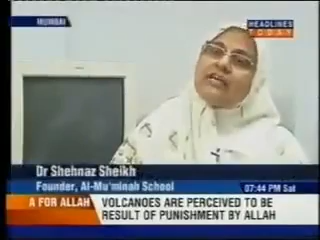 MUMBAI
HEADLINES
TODAY
Dr Shehnaz Sheikh
Founder, Al-Mu'minah School
07:44 PM Sat
A FOR ALLAH
VOLCANOES ARE PERCEIVED TO BE
RESULT OF PUNISHMENT BY ALLAH